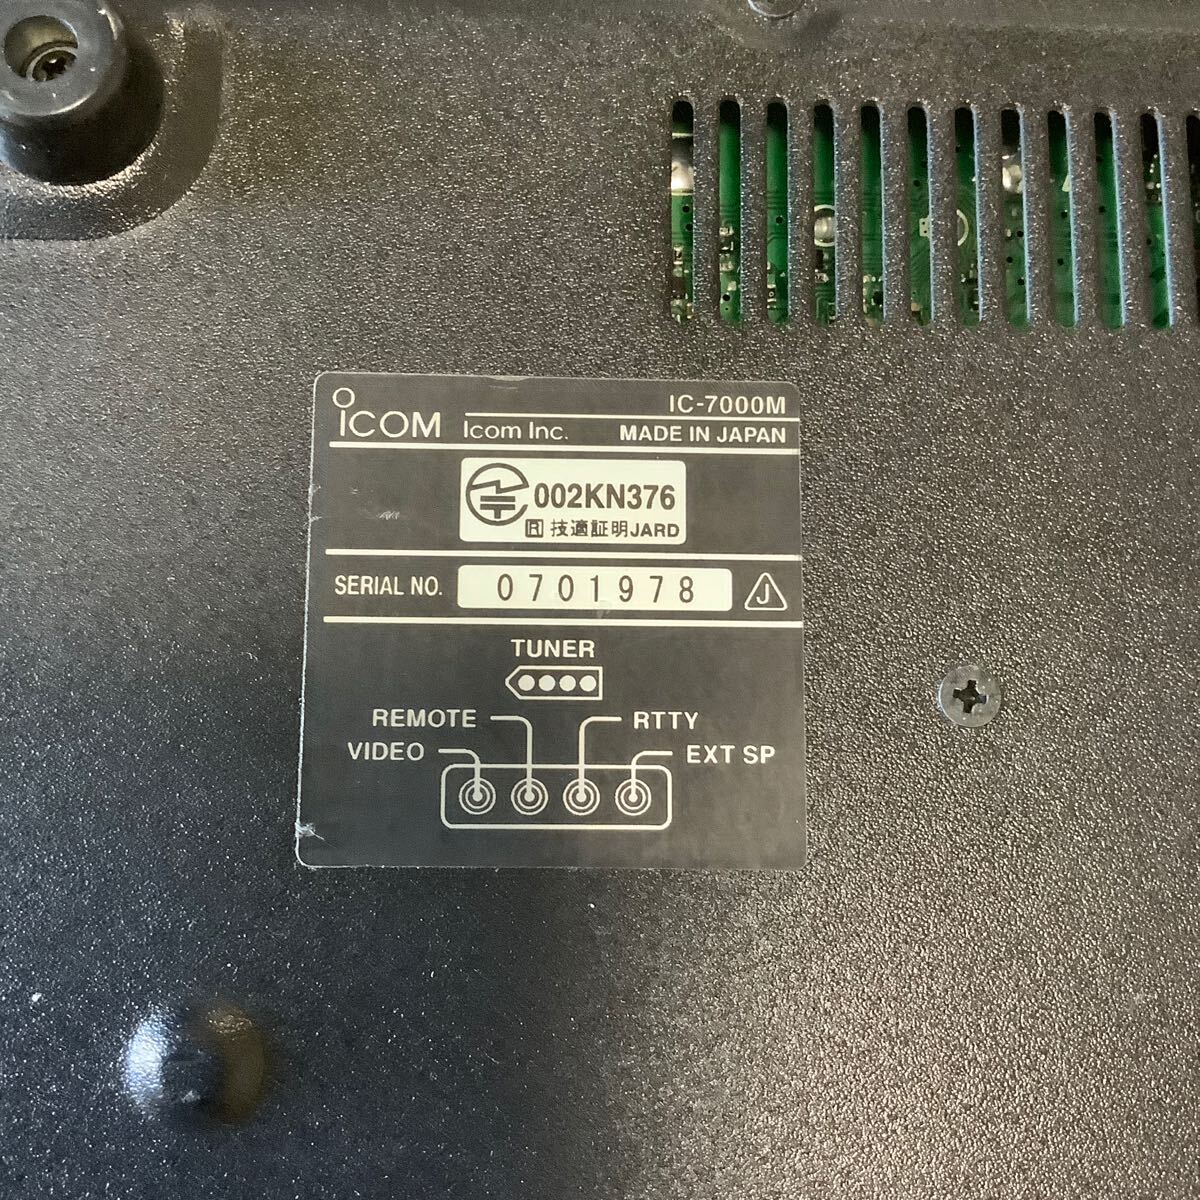 ICOM Icom Inc. IC-7000M
MADE IN JAPAN
002KN376
R 技適証明JARD
SERIAL NO. 0701978 J
TUNER
REMOTE RTTY
VIDEO EXT SP